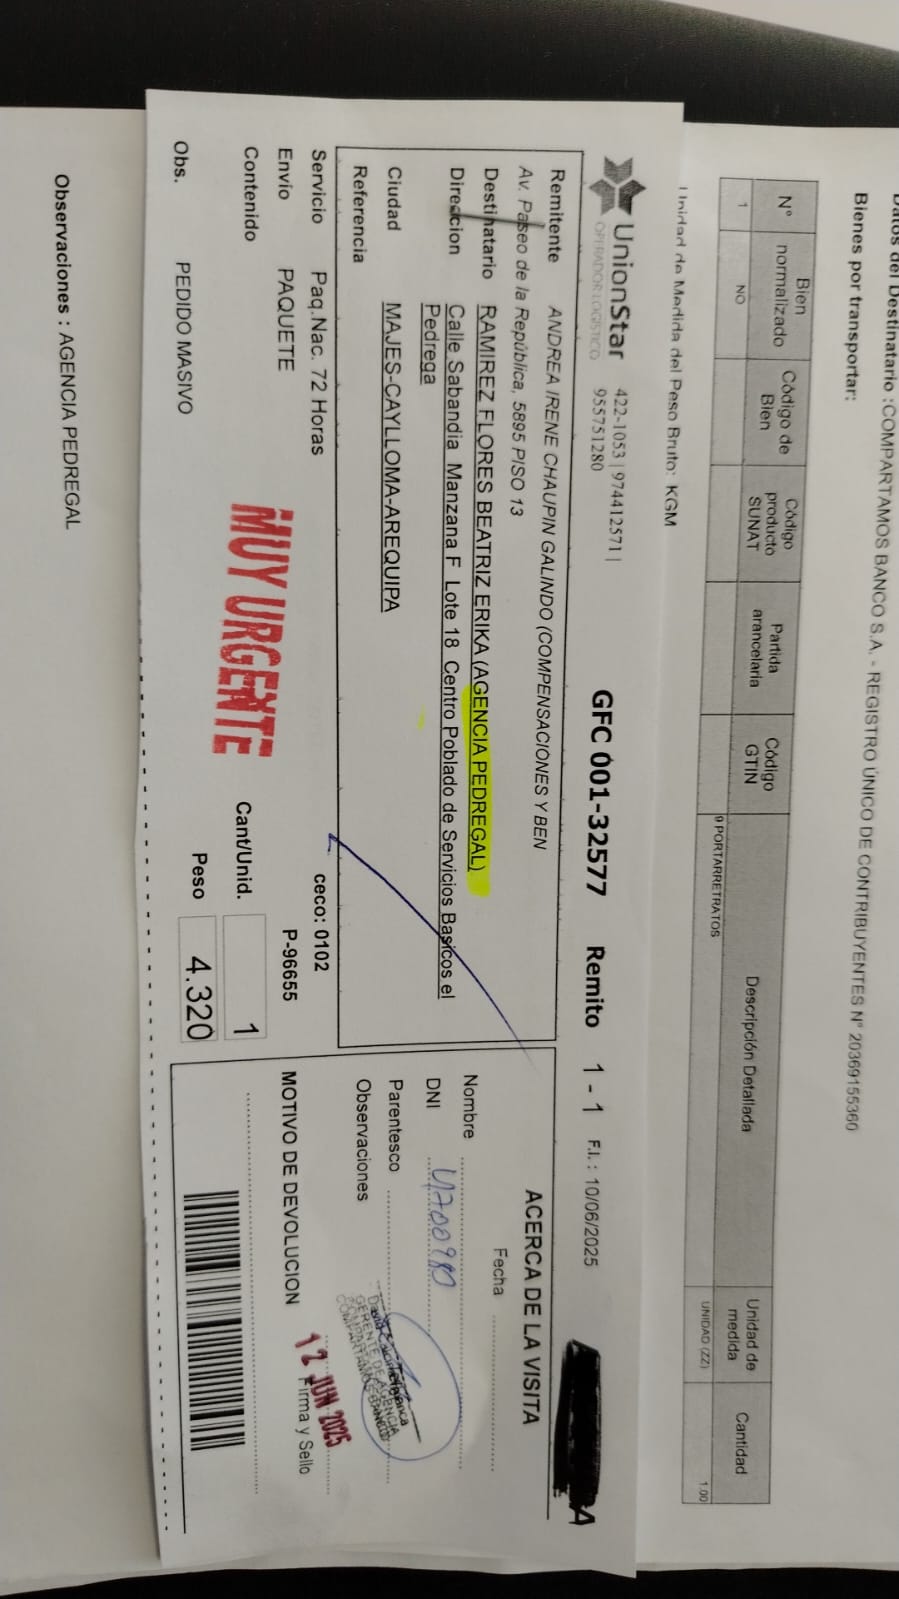 Datos del Destinatario :COMPARTAMOS BANCO S.A. - REGISTRO ÚNICO DE CONTRIBUYENTES N° 20369155360
Bienes por transportar:
N° Bien normalizado Código de Bien Código producto SUNAT Partida arancelaria Código GTIN Descripción Detallada Unidad de medida Cantidad
1 NO 9 PORTARRETRATOS UNIDAD (ZZ) 1.00
Unidad de Medida del Peso Bruto: KGM
UnionStar
OPERADOR LOGISTICO
422-1053 | 974412571 |
955751280
GFC 001-32577 Remito 1 - 1 F.I. : 10/06/2025
A
Remitente ANDREA IRENE CHAUPIN GALINDO (COMPENSACIONES Y BEN
Av. Paseo de la República, 5895 PISO 13
Destinatario RAMIREZ FLORES BEATRIZ ERIKA (AGENCIA PEDREGAL)
Direccion Calle Sabandia Manzana F Lote 18 Centro Poblado de Servicios Basicos el
Pedrega
Ciudad MAJES-CAYLLOMA-AREQUIPA
Referencia
Servicio Paq.Nac. 72 Horas
ceco: 0102
Envio PAQUETE
P-96655
Contenido
MUY URGENTE
Cant/Unid. 1
Obs. PEDIDO MASIVO
Peso 4.320
ACERCA DE LA VISITA
Fecha
Nombre
DNI
Parentesco
Observaciones
GERENTE DE AGENCIA
COMPARTAMOS BANCO
12 JUN 2025
Firma y Sello
MOTIVO DE DEVOLUCION
Observaciones : AGENCIA PEDREGAL